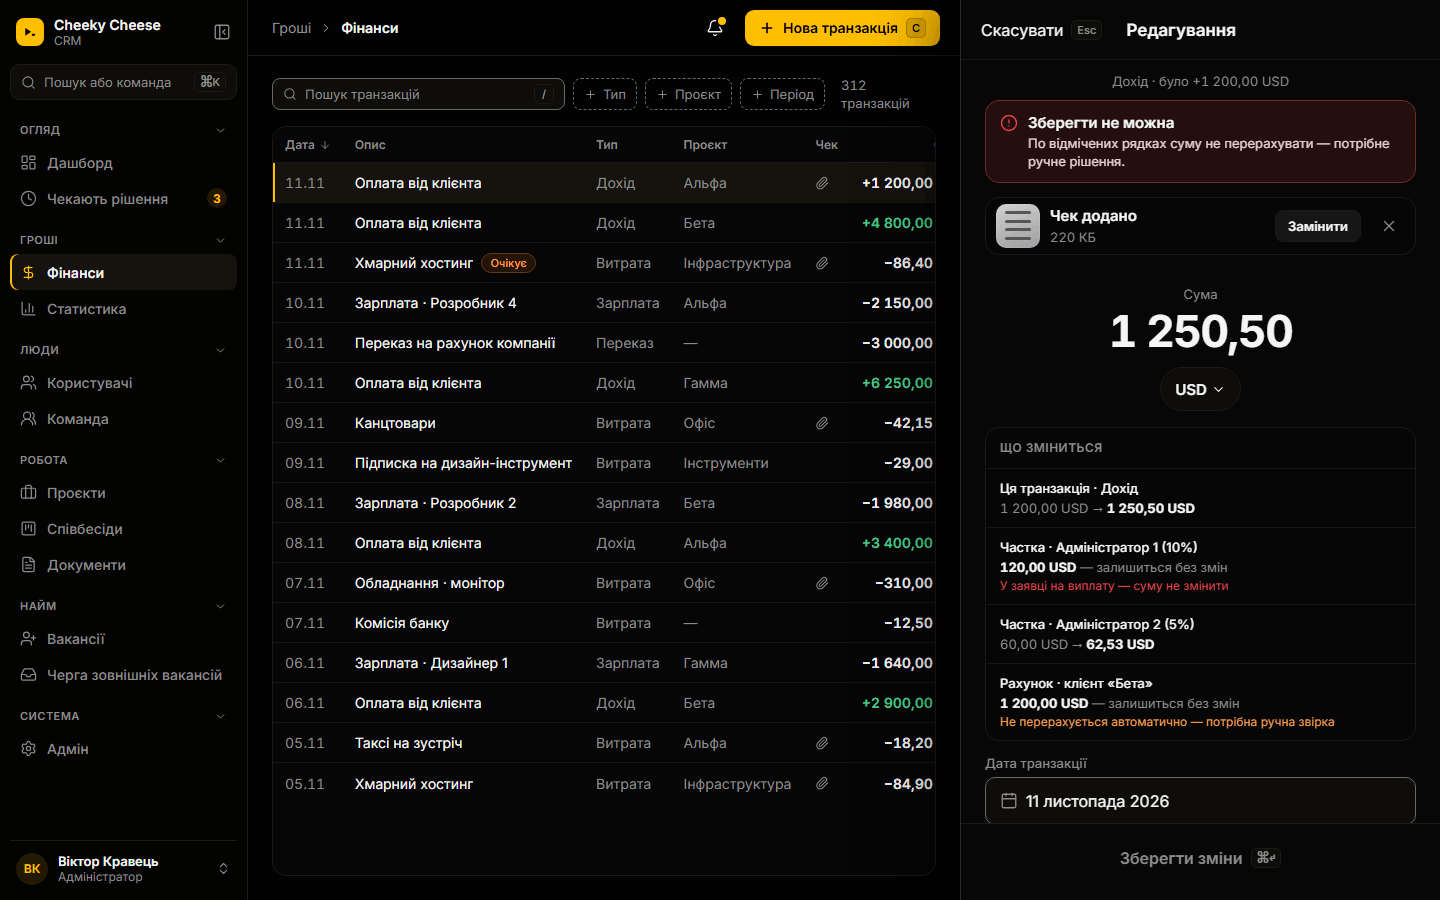 Cheeky Cheese
CRM
Пошук або команда ⌘K
ОГЛЯД
Дашборд
Чекають рішення 3
ГРОШІ
Фінанси
Статистика
ЛЮДИ
Користувачі
Команда
РОБОТА
Проєкти
Співбесіди
Документи
НАЙМ
Вакансії
Черга зовнішніх вакансій
СИСТЕМА
Адмін
ВК
Віктор Кравець
Адміністратор
Гроші > Фінанси
+ Нова транзакція C
Пошук транзакцій /
+ Тип
+ Проєкт
+ Період
312
транзакцій
Дата ↓ Опис Тип Проєкт Чек
11.11 Оплата від клієнта Дохід Альфа +1 200,00
11.11 Оплата від клієнта Дохід Бета +4 800,00
11.11 Хмарний хостинг Очікує Витрата Інфраструктура −86,40
10.11 Зарплата · Розробник 4 Зарплата Альфа −2 150,00
10.11 Переказ на рахунок компанії Переказ — −3 000,00
10.11 Оплата від клієнта Дохід Гамма +6 250,00
09.11 Канцтовари Витрата Офіс −42,15
09.11 Підписка на дизайн-інструмент Витрата Інструменти −29,00
08.11 Зарплата · Розробник 2 Зарплата Бета −1 980,00
08.11 Оплата від клієнта Дохід Альфа +3 400,00
07.11 Обладнання · монітор Витрата Офіс −310,00
07.11 Комісія банку Витрата — −12,50
06.11 Зарплата · Дизайнер 1 Зарплата Гамма −1 640,00
06.11 Оплата від клієнта Дохід Бета +2 900,00
05.11 Таксі на зустріч Витрата Альфа −18,20
05.11 Хмарний хостинг Витрата Інфраструктура −84,90
Скасувати Esc Редагування
Дохід · було +1 200,00 USD
Зберегти не можна
По відмічених рядках суму не перерахувати — потрібне
ручне рішення.
Чек додано
220 КБ
Замінити
Сума
1 250,50
USD
ЩО ЗМІНИТЬСЯ
Ця транзакція · Дохід
1 200,00 USD → 1 250,50 USD
Частка · Адміністратор 1 (10%)
120,00 USD — залишиться без змін
У заявці на виплату — суму не змінити
Частка · Адміністратор 2 (5%)
60,00 USD → 62,53 USD
Рахунок · клієнт «Бета»
1 200,00 USD — залишиться без змін
Не перерахується автоматично — потрібна ручна звірка
Дата транзакції
11 листопада 2026
Зберегти зміни ⌘↵